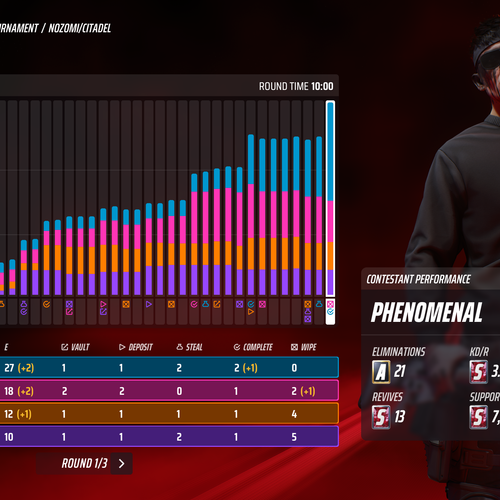 / NOZOMI/CITADEL
ROUND TIME 10:00
CONTESTANT PERFORMANCE
PHENOMENAL
E VAULT DEPOSIT STEAL COMPLETE WIPE
27 (+2) 1 1 2 2 (+1) 0
18 (+2) 2 2 0 1 2 (+1)
12 (+1) 1 1 1 1 4
10 1 1 2 1 5
ELIMINATIONS KD/R
A 21 S
REVIVES
S 13 S
ROUND 1/3